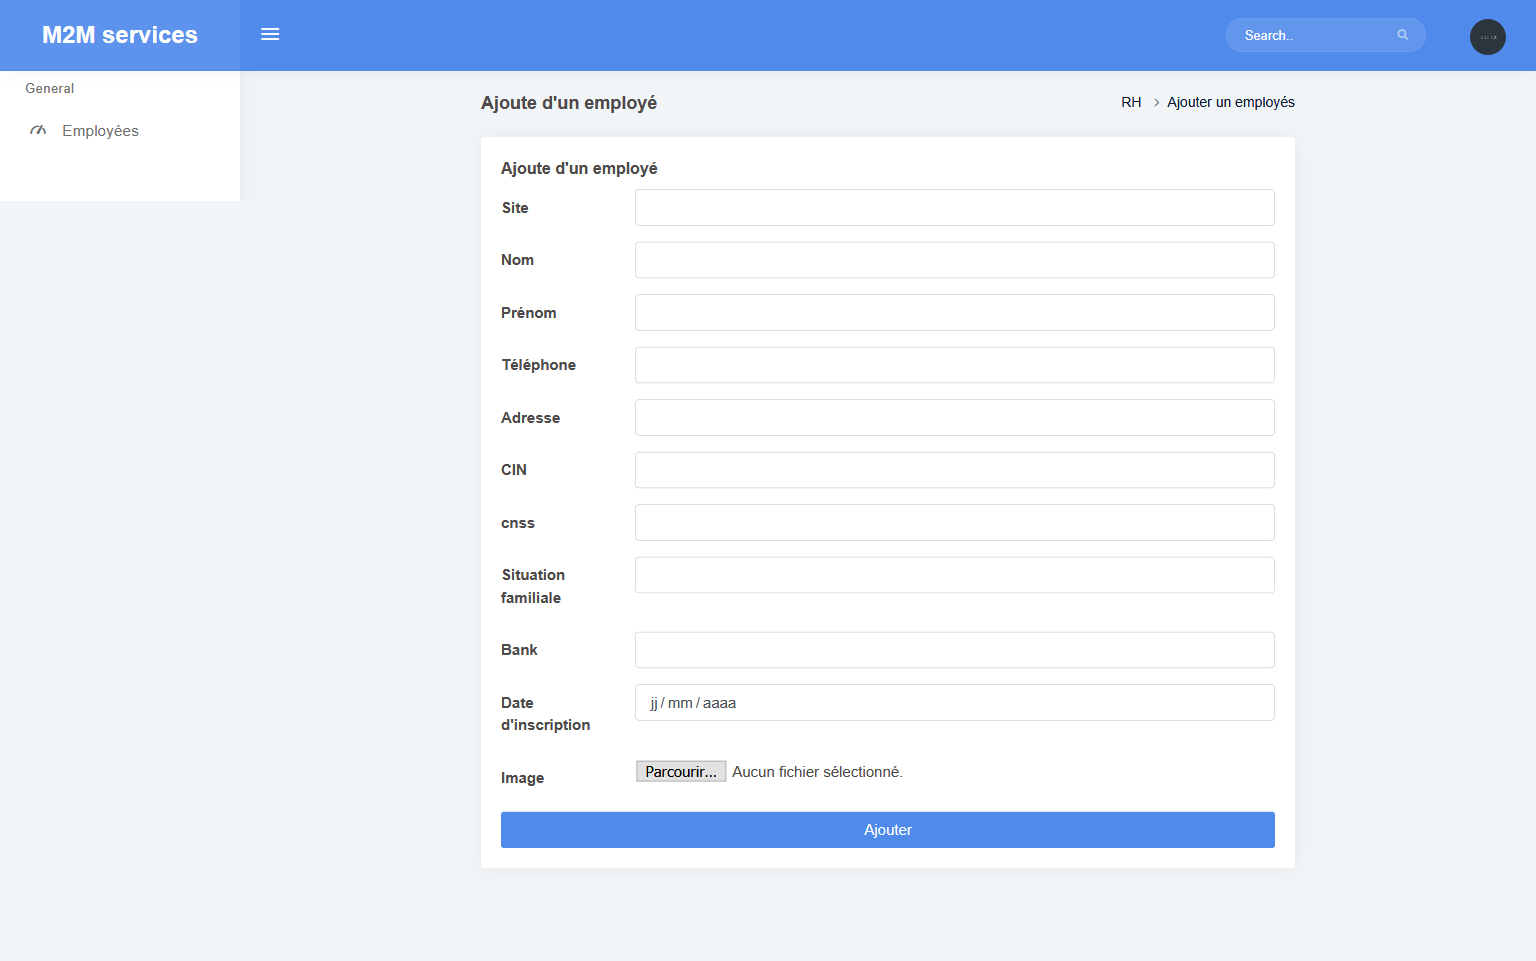 M2M services
Search..
General
Employées
Ajoute d'un employé
RH > Ajouter un employés
Ajoute d'un employé
Site
Nom
Prénom
Téléphone
Adresse
CIN
cnss
Situation
familiale
Bank
Date
d'inscription
jj / mm / aaaa
Image
Parcourir... Aucun fichier sélectionné.
Ajouter